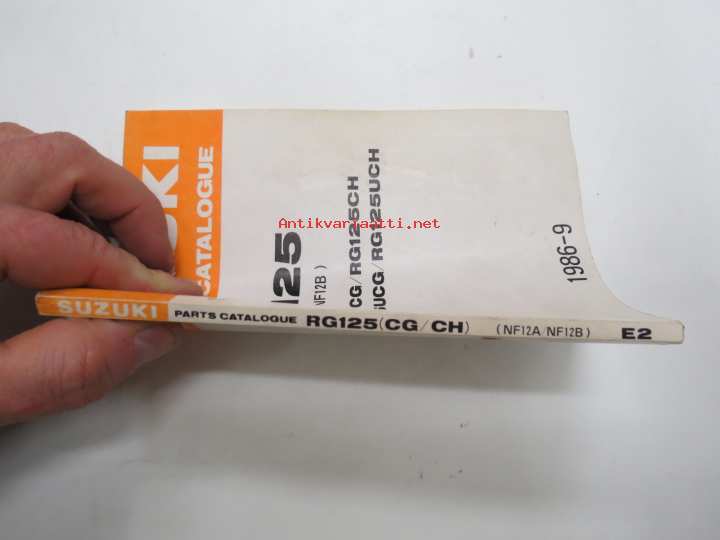 UKI
CATALOGUE
125
NF12B )
CG/RG125CH
UCG/RG125UCH
1986-9
Antikvariaatti.net
SUZUKI PARTS CATALOGUE RG125(CG/CH) (NF12A/NF12B) E2